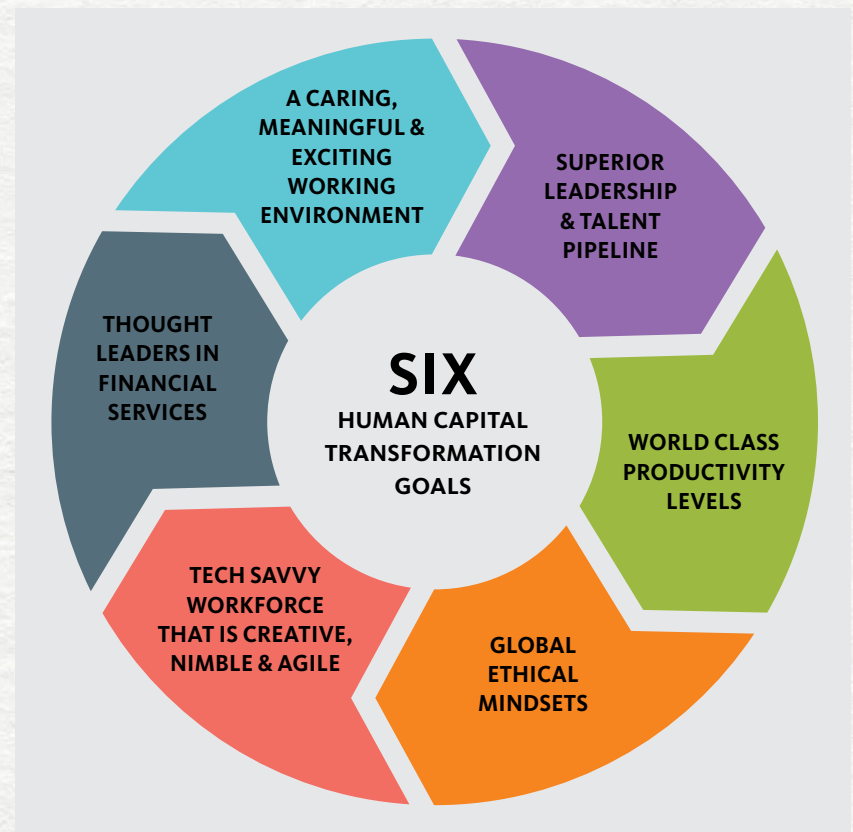 A CARING,
MEANINGFUL &
EXCITING
WORKING
ENVIRONMENT
SUPERIOR
LEADERSHIP
& TALENT
PIPELINE
THOUGHT
LEADERS IN
FINANCIAL
SERVICES
SIX
HUMAN CAPITAL
TRANSFORMATION
GOALS
WORLD CLASS
PRODUCTIVITY
LEVELS
TECH SAVVY
WORKFORCE
THAT IS CREATIVE,
NIMBLE & AGILE
GLOBAL
ETHICAL
MINDSETS